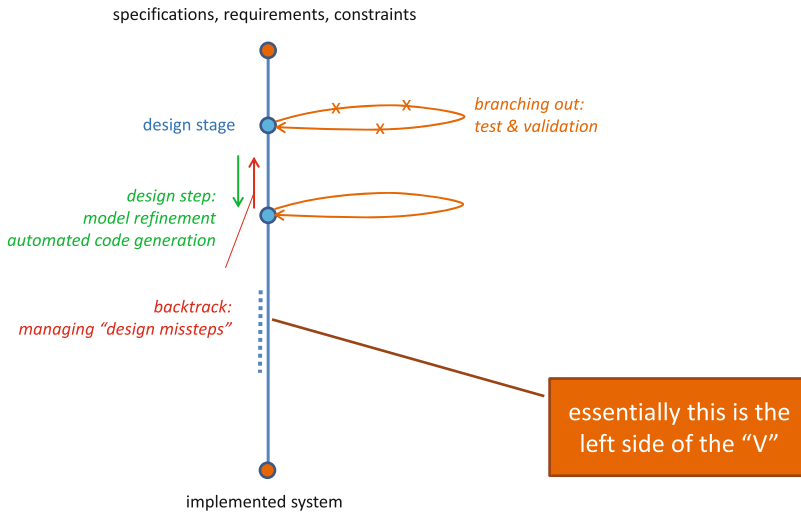 specifications, requirements, constraints
branching out:
test & validation
design stage
design step:
model refinement
automated code generation
backtrack:
managing “design missteps”
essentially this is the
left side of the “V”
implemented system